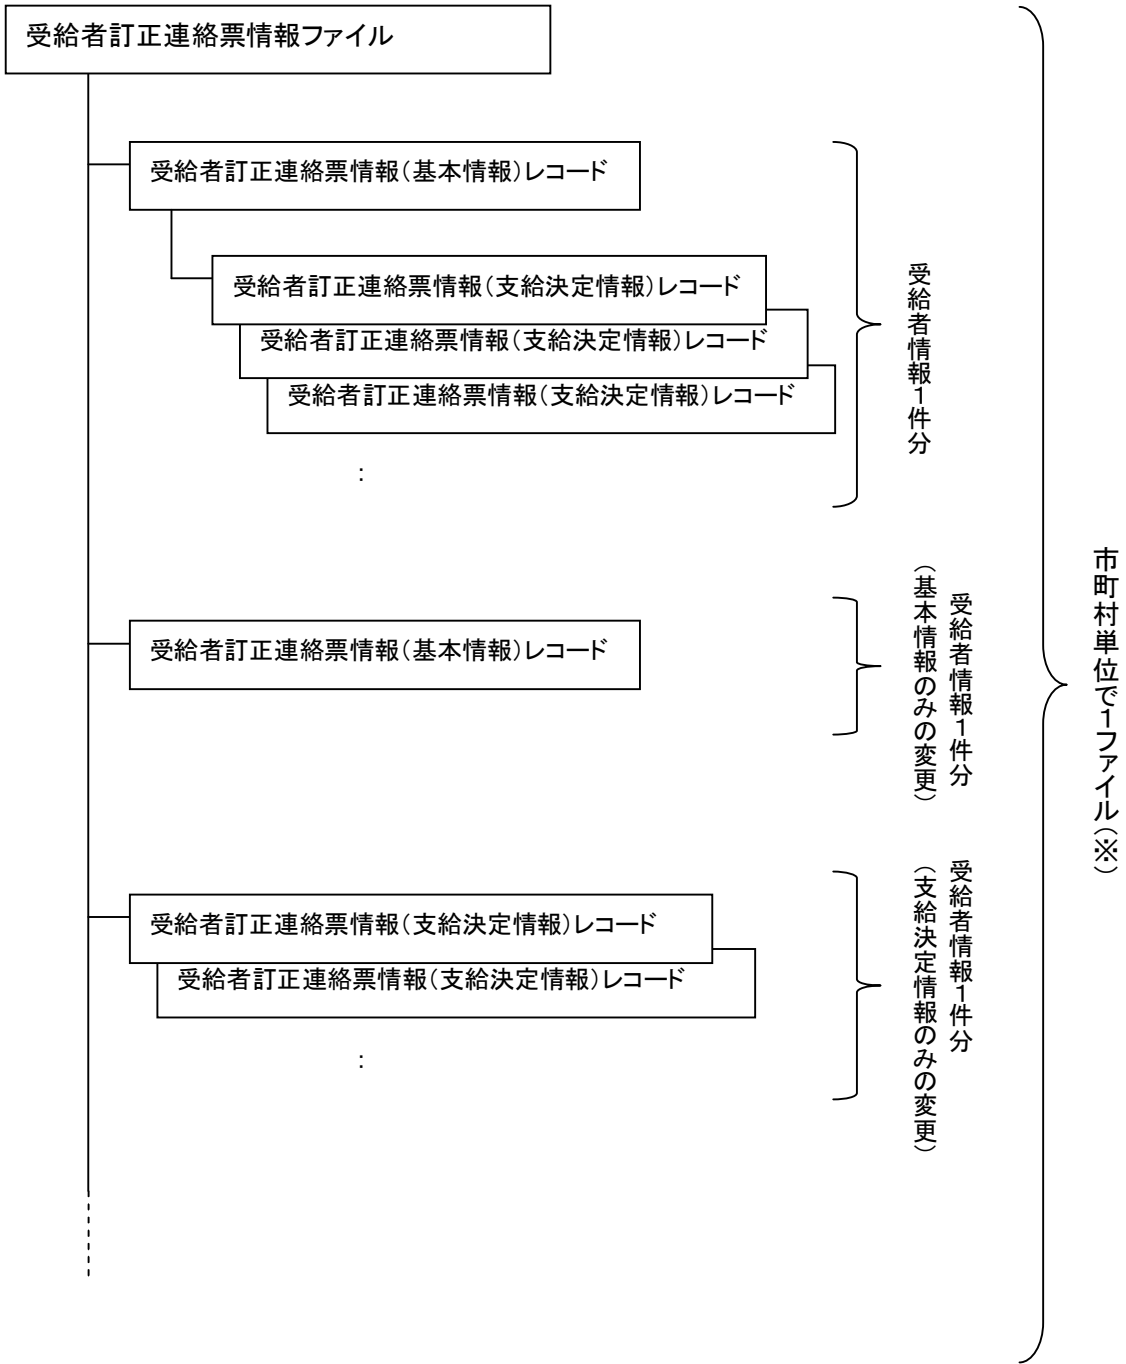 受給者訂正連絡票情報ファイル
受給者訂正連絡票情報（基本情報）レコード
受給者訂正連絡票情報（支給決定情報）レコード
受給者訂正連絡票情報（支給決定情報）レコード
受給者訂正連絡票情報（支給決定情報）レコード
：
受給者情報１件分
受給者訂正連絡票情報（基本情報）レコード
受給者情報１件分
（基本情報のみの変更）
受給者訂正連絡票情報（支給決定情報）レコード
受給者訂正連絡票情報（支給決定情報）レコード
：
受給者情報１件分
（支給決定情報のみの変更）
市町村単位で１ファイル（※）